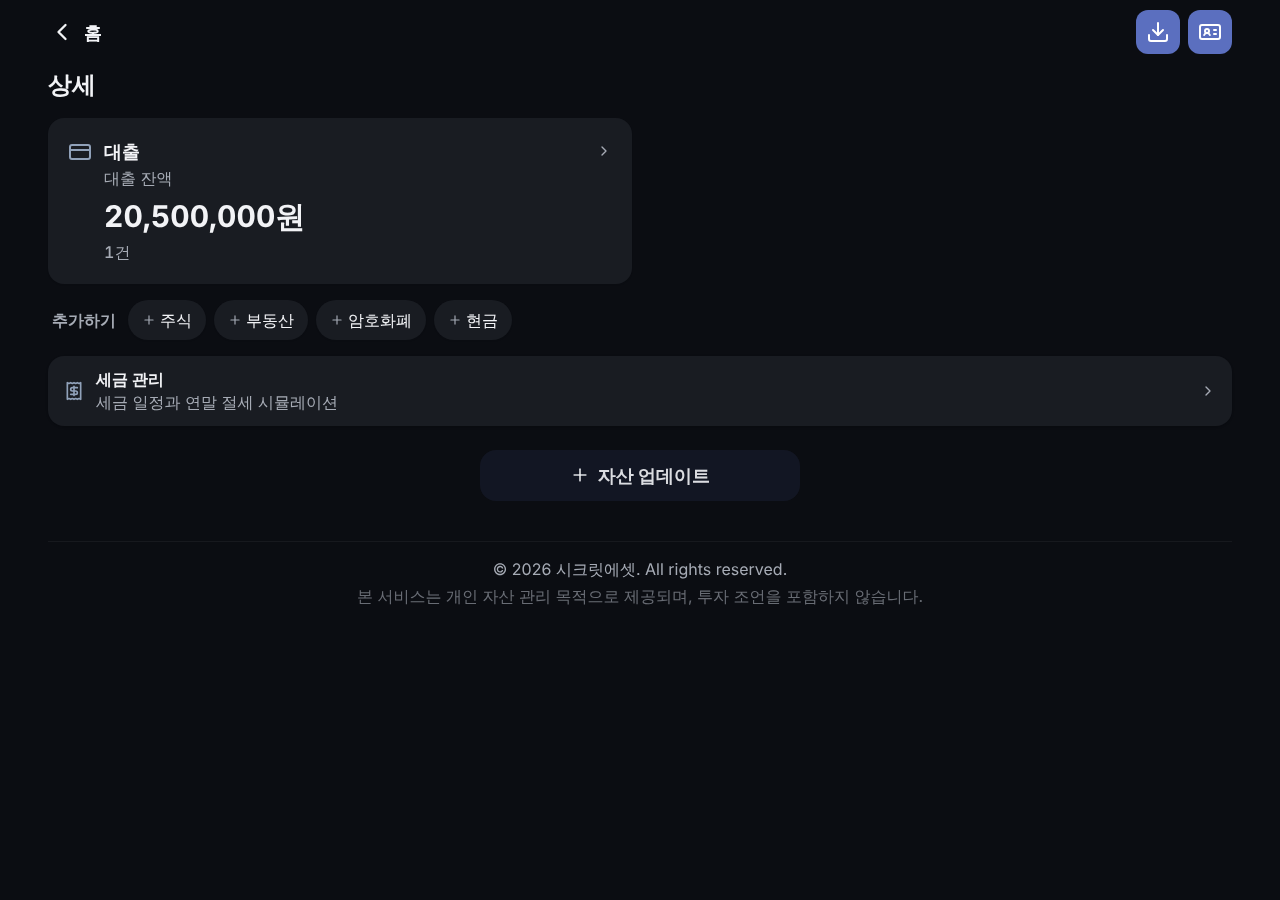 홈
상세
대출
대출 잔액
20,500,000원
1건
추가하기 + 주식 + 부동산 + 암호화폐 + 현금
세금 관리
세금 일정과 연말 절세 시뮬레이션
+ 자산 업데이트
© 2026 시크릿에셋. All rights reserved.
본 서비스는 개인 자산 관리 목적으로 제공되며, 투자 조언을 포함하지 않습니다.